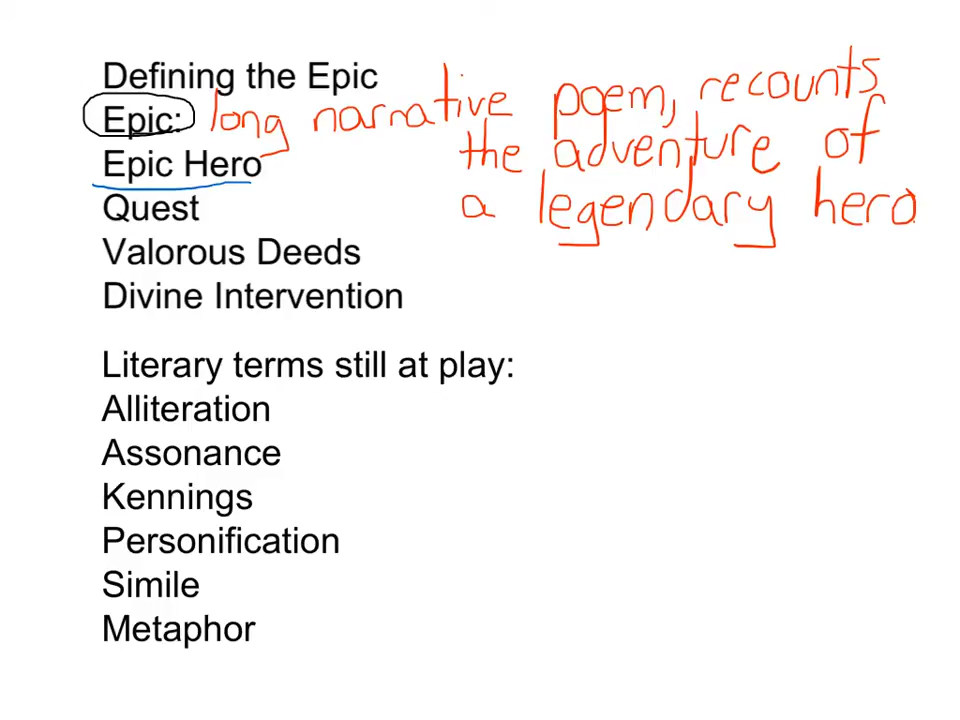 Defining the Epic
Epic: long narrative poem, recounts
the adventure of
a legendary hero
Epic Hero
Quest
Valorous Deeds
Divine Intervention
Literary terms still at play:
Alliteration
Assonance
Kennings
Personification
Simile
Metaphor